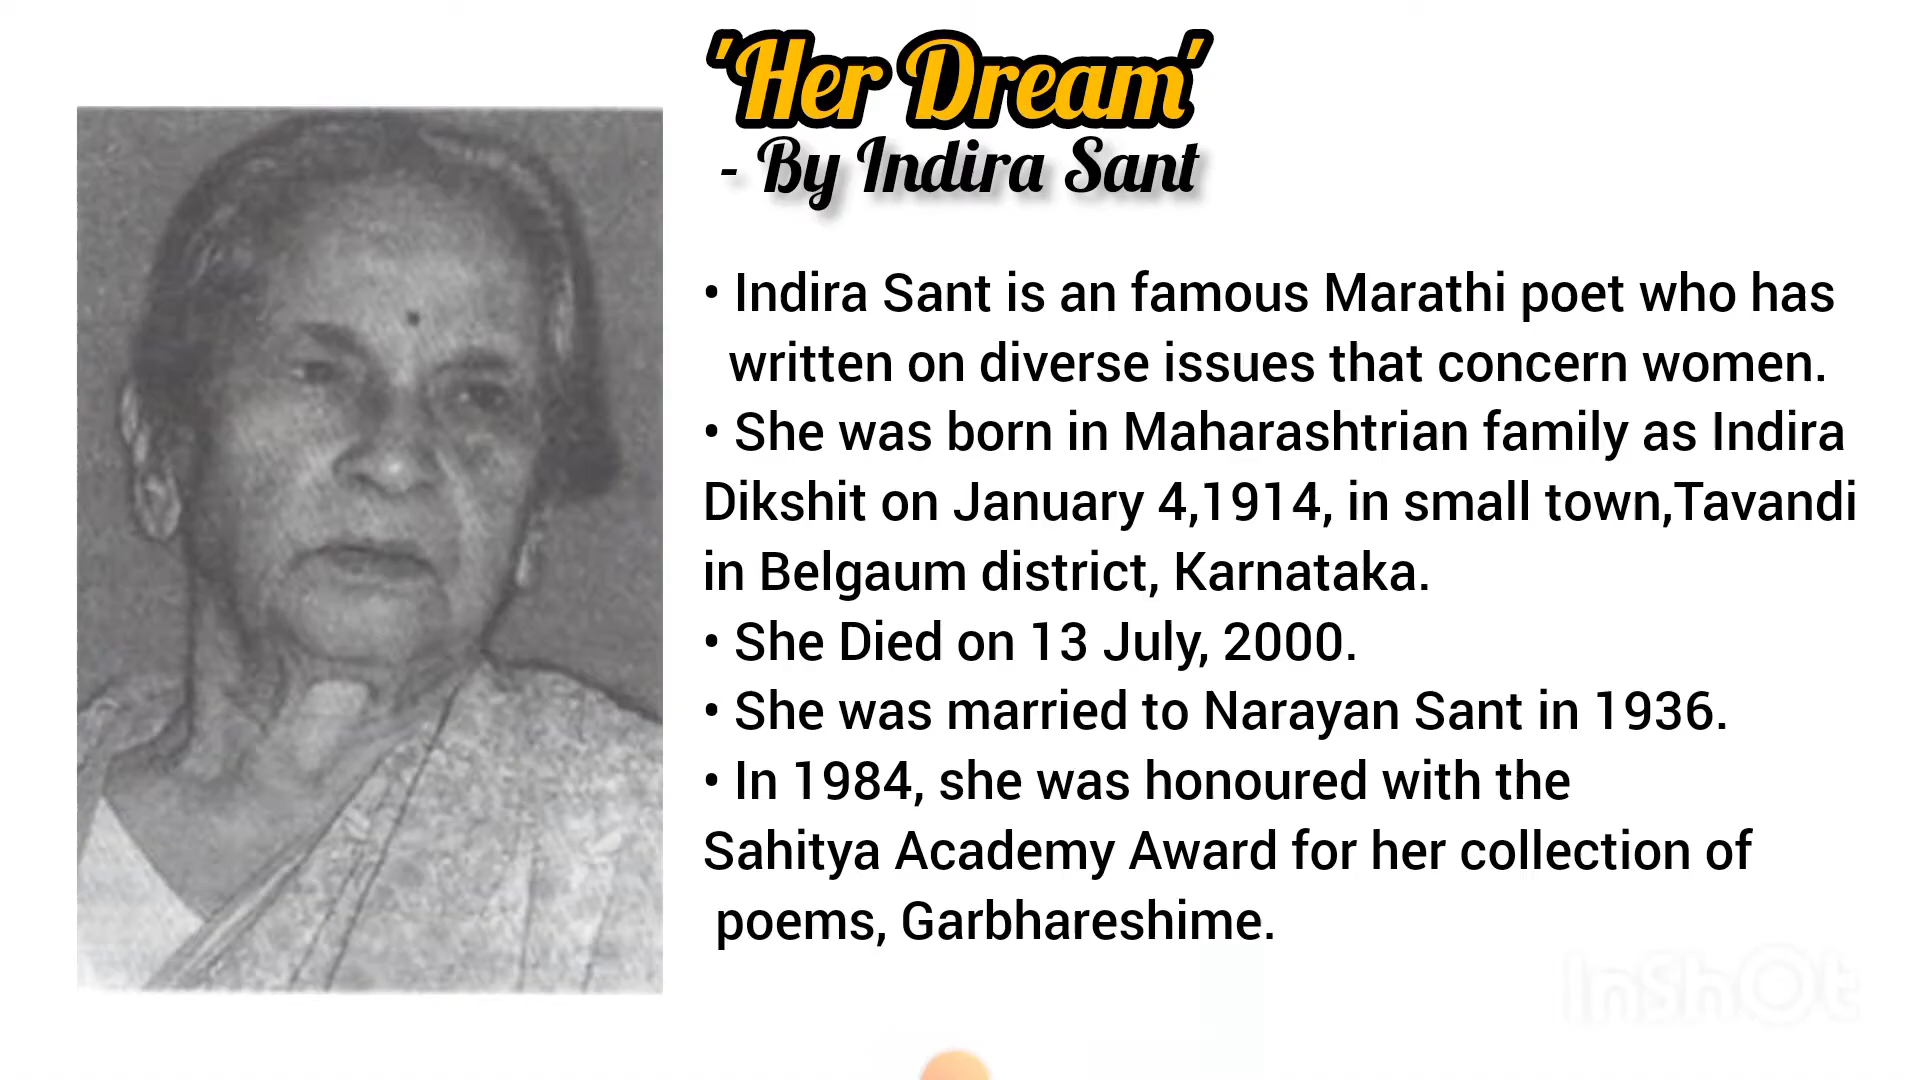 'Her Dream'
- By Indira Sant
• Indira Sant is an famous Marathi poet who has
written on diverse issues that concern women.
• She was born in Maharashtrian family as Indira
Dikshit on January 4,1914, in small town,Tavandi
in Belgaum district, Karnataka.
• She Died on 13 July, 2000.
• She was married to Narayan Sant in 1936.
• In 1984, she was honoured with the
Sahitya Academy Award for her collection of
poems, Garbhareshime.
InShOt